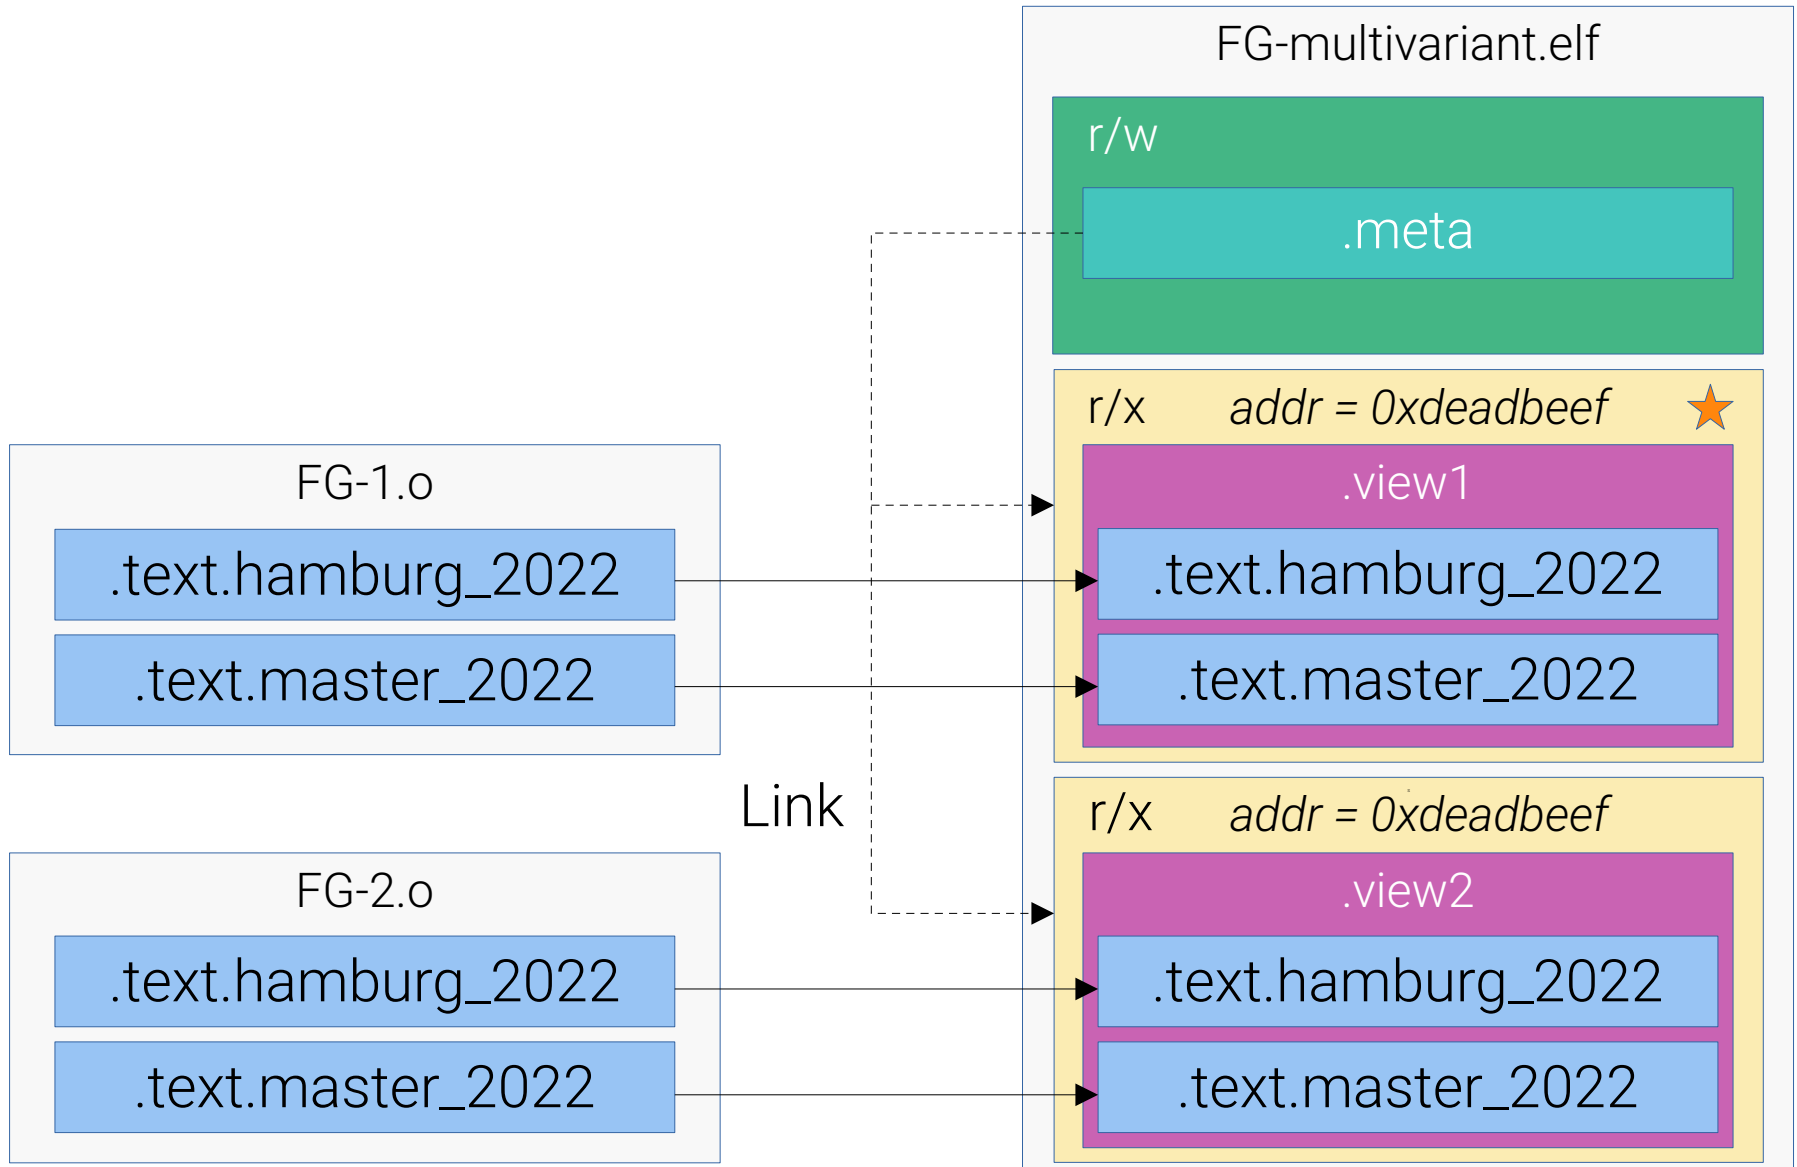 FG-multivariant.elf
r/w
.meta
r/x addr = 0xdeadbeef
.view1
.text.hamburg_2022
.text.master_2022
FG-1.o
.text.hamburg_2022
.text.master_2022
Link
r/x addr = 0xdeadbeef
.view2
.text.hamburg_2022
.text.master_2022
FG-2.o
.text.hamburg_2022
.text.master_2022